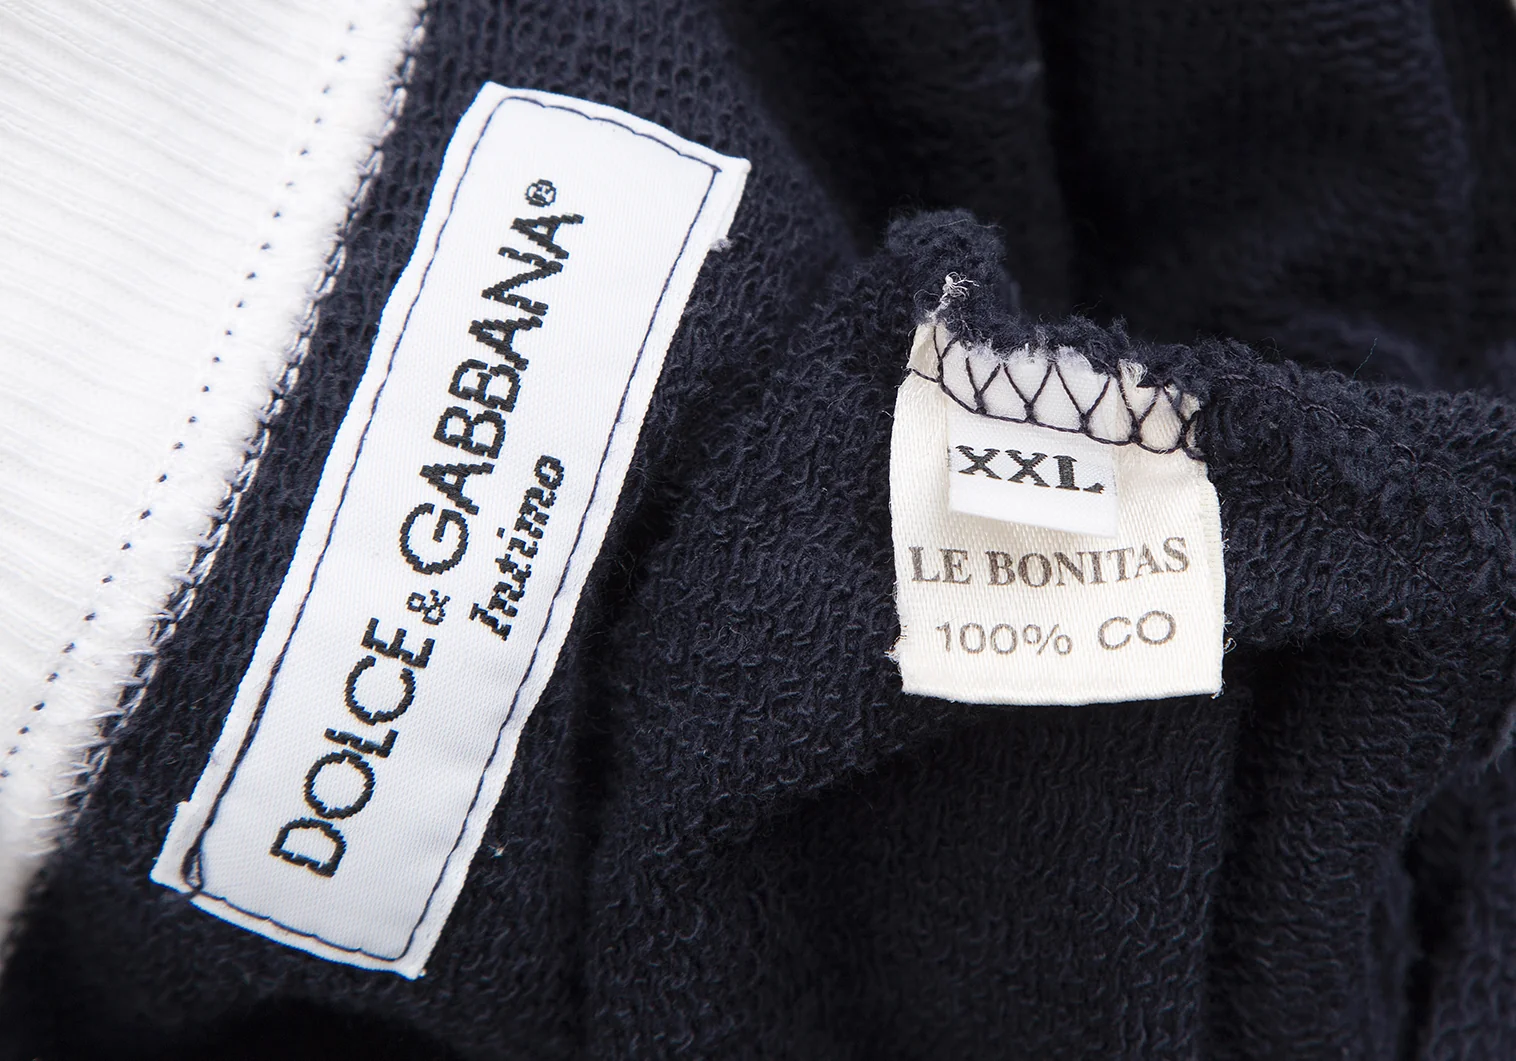 DOLCE & GABBANA®
Intimo
XXL
LE BONITAS
100% CO